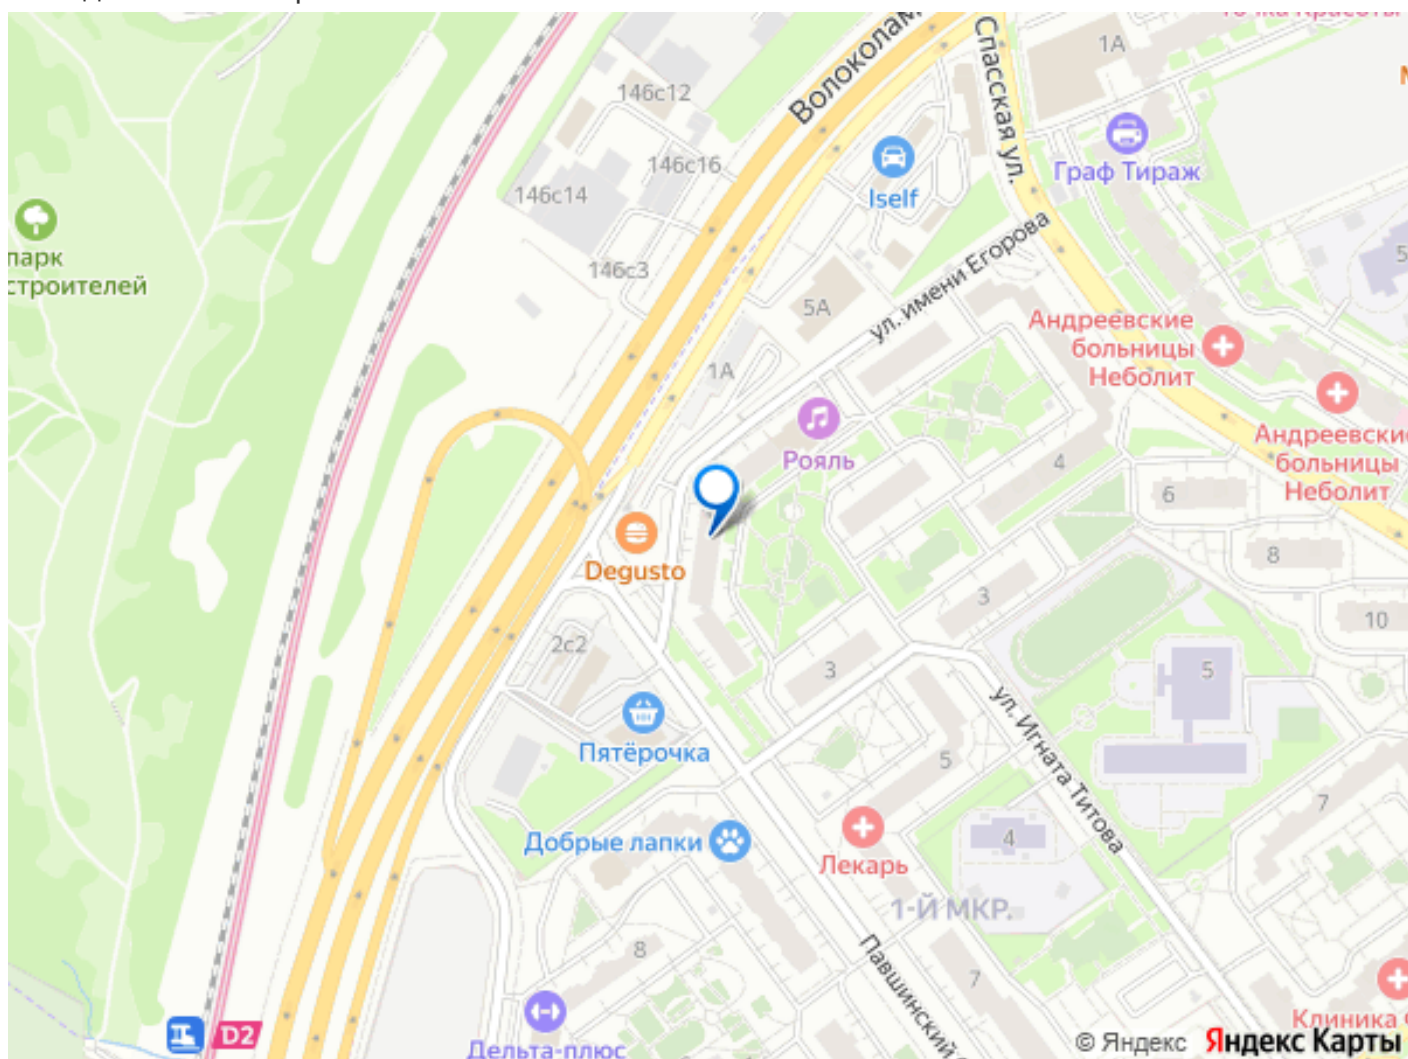 146с12
1А
146с16
Волоколам
Спасская ул.
Граф Тираж
146с14
Iself
парк
строителей
146с3
5А
ул. имени Егорова
Андреевские
больницы
Неболит
1А
Рояль
4
6
Андреевски
больницы
Неболит
Degusto
8
3
10
2с2
3
5
Пятёрочка
5
ул. Игната Титова
7
Добрые лапки
4
Лекарь
1-Й МКР.
8
7
Павшинский
Клиника
D2
Дельта-плюс
© Яндекс Яндекс Карты